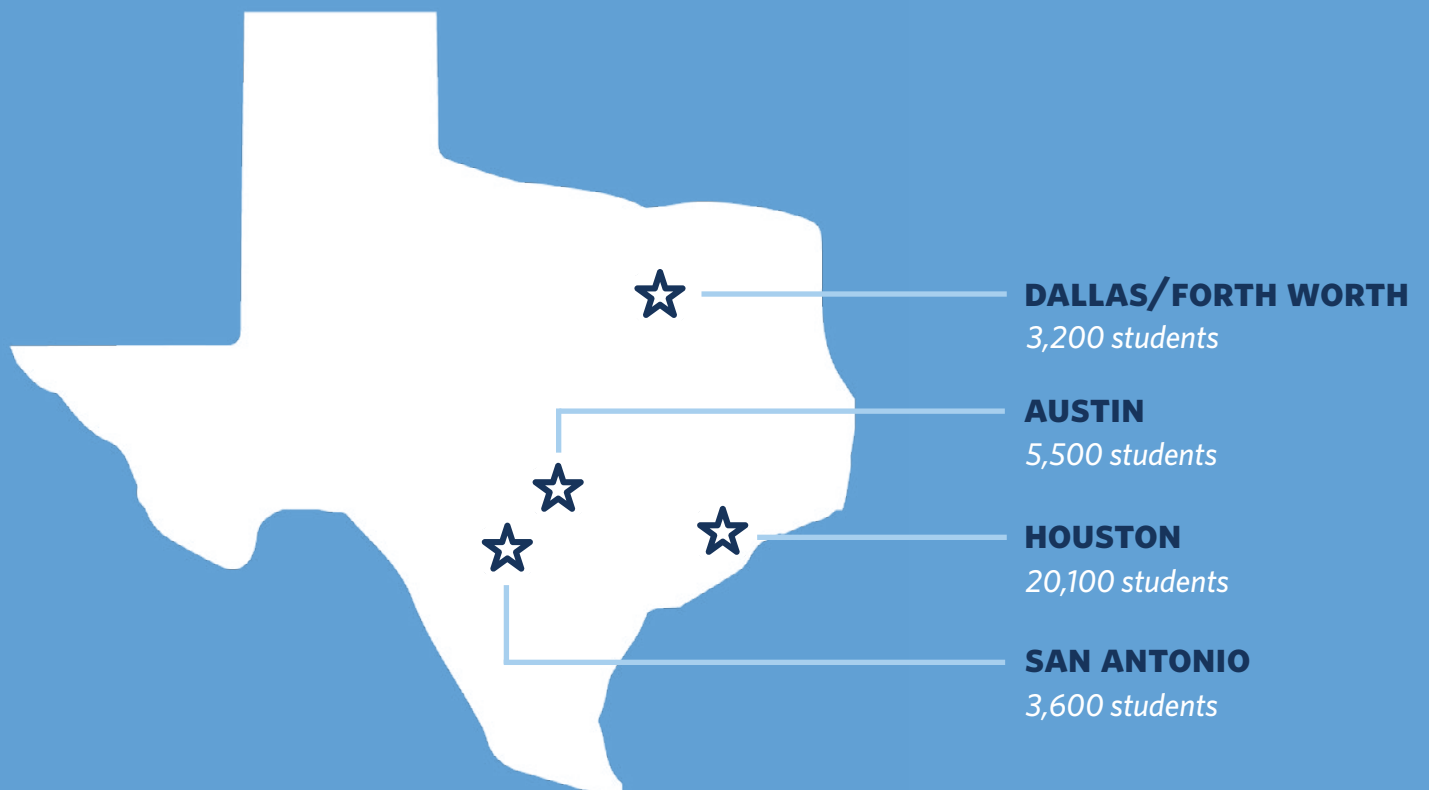 DALLAS/FORTH WORTH
3,200 students
AUSTIN
5,500 students
HOUSTON
20,100 students
SAN ANTONIO
3,600 students